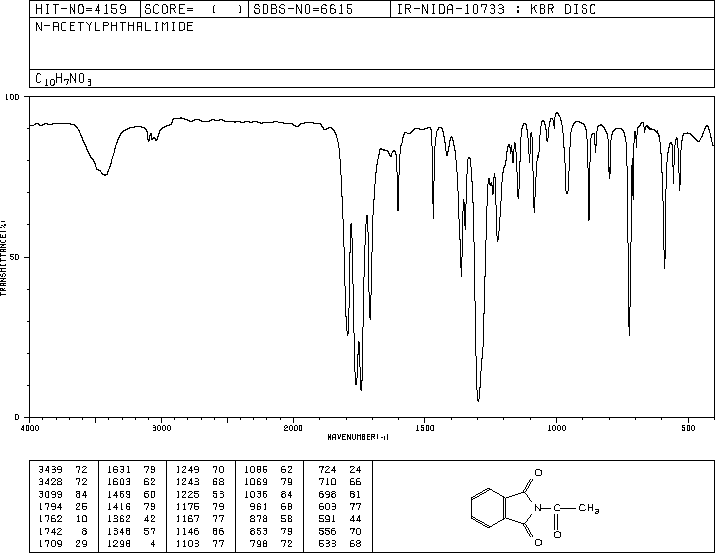 HIT-NO=4159 SCORE= ( ) SDBS-NO=6615 IR-NIDA-10733 : KBR DISC
N-ACETYLPHTHALIMIDE
C10H7NO3
100
50
0
TRANSMITTANCE(%)
4000 3000 2000 1500 1000 500
WAVENUMBER(-1)
3439 72 1631 79 1249 70 1086 62 724 24
3428 72 1603 62 1243 68 1069 79 710 66
3099 84 1469 60 1225 53 1036 84 698 81
1794 25 1416 79 1175 79 961 68 603 77
1762 10 1362 42 1167 77 878 58 591 44
1742 8 1348 57 1146 86 853 79 556 70
1709 29 1298 4 1103 77 798 72 533 68
O
N—C—CH3
O
O